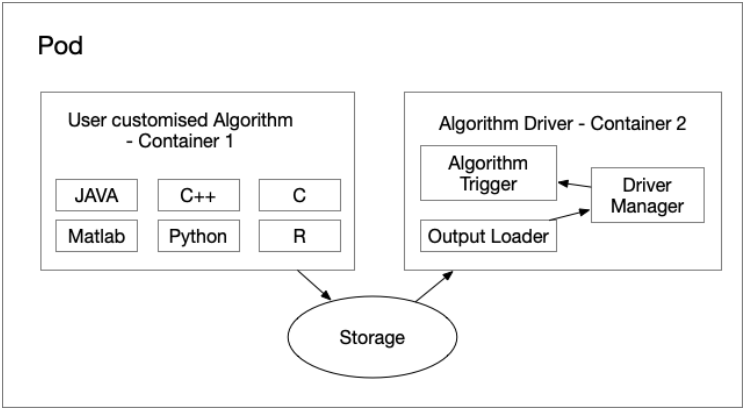 Pod
User customised Algorithm
- Container 1
JAVA
C++
C
Matlab
Python
R
Algorithm Driver - Container 2
Algorithm
Trigger
Driver
Manager
Output Loader
Storage